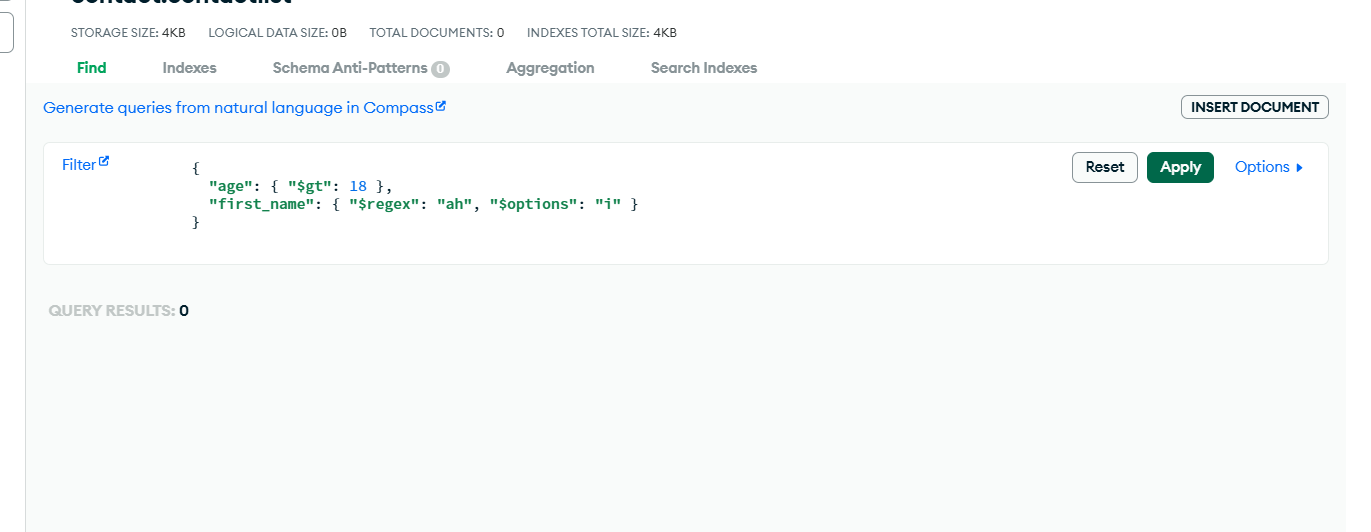 contact.contactlist
STORAGE SIZE: 4KB LOGICAL DATA SIZE: 0B TOTAL DOCUMENTS: 0 INDEXES TOTAL SIZE: 4KB
Find Indexes Schema Anti-Patterns 0 Aggregation Search Indexes
Generate queries from natural language in Compass
INSERT DOCUMENT
Filter
{
"age": { "$gt": 18 },
"first_name": { "$regex": "ah", "$options": "i" }
}
Reset Apply Options
QUERY RESULTS: 0